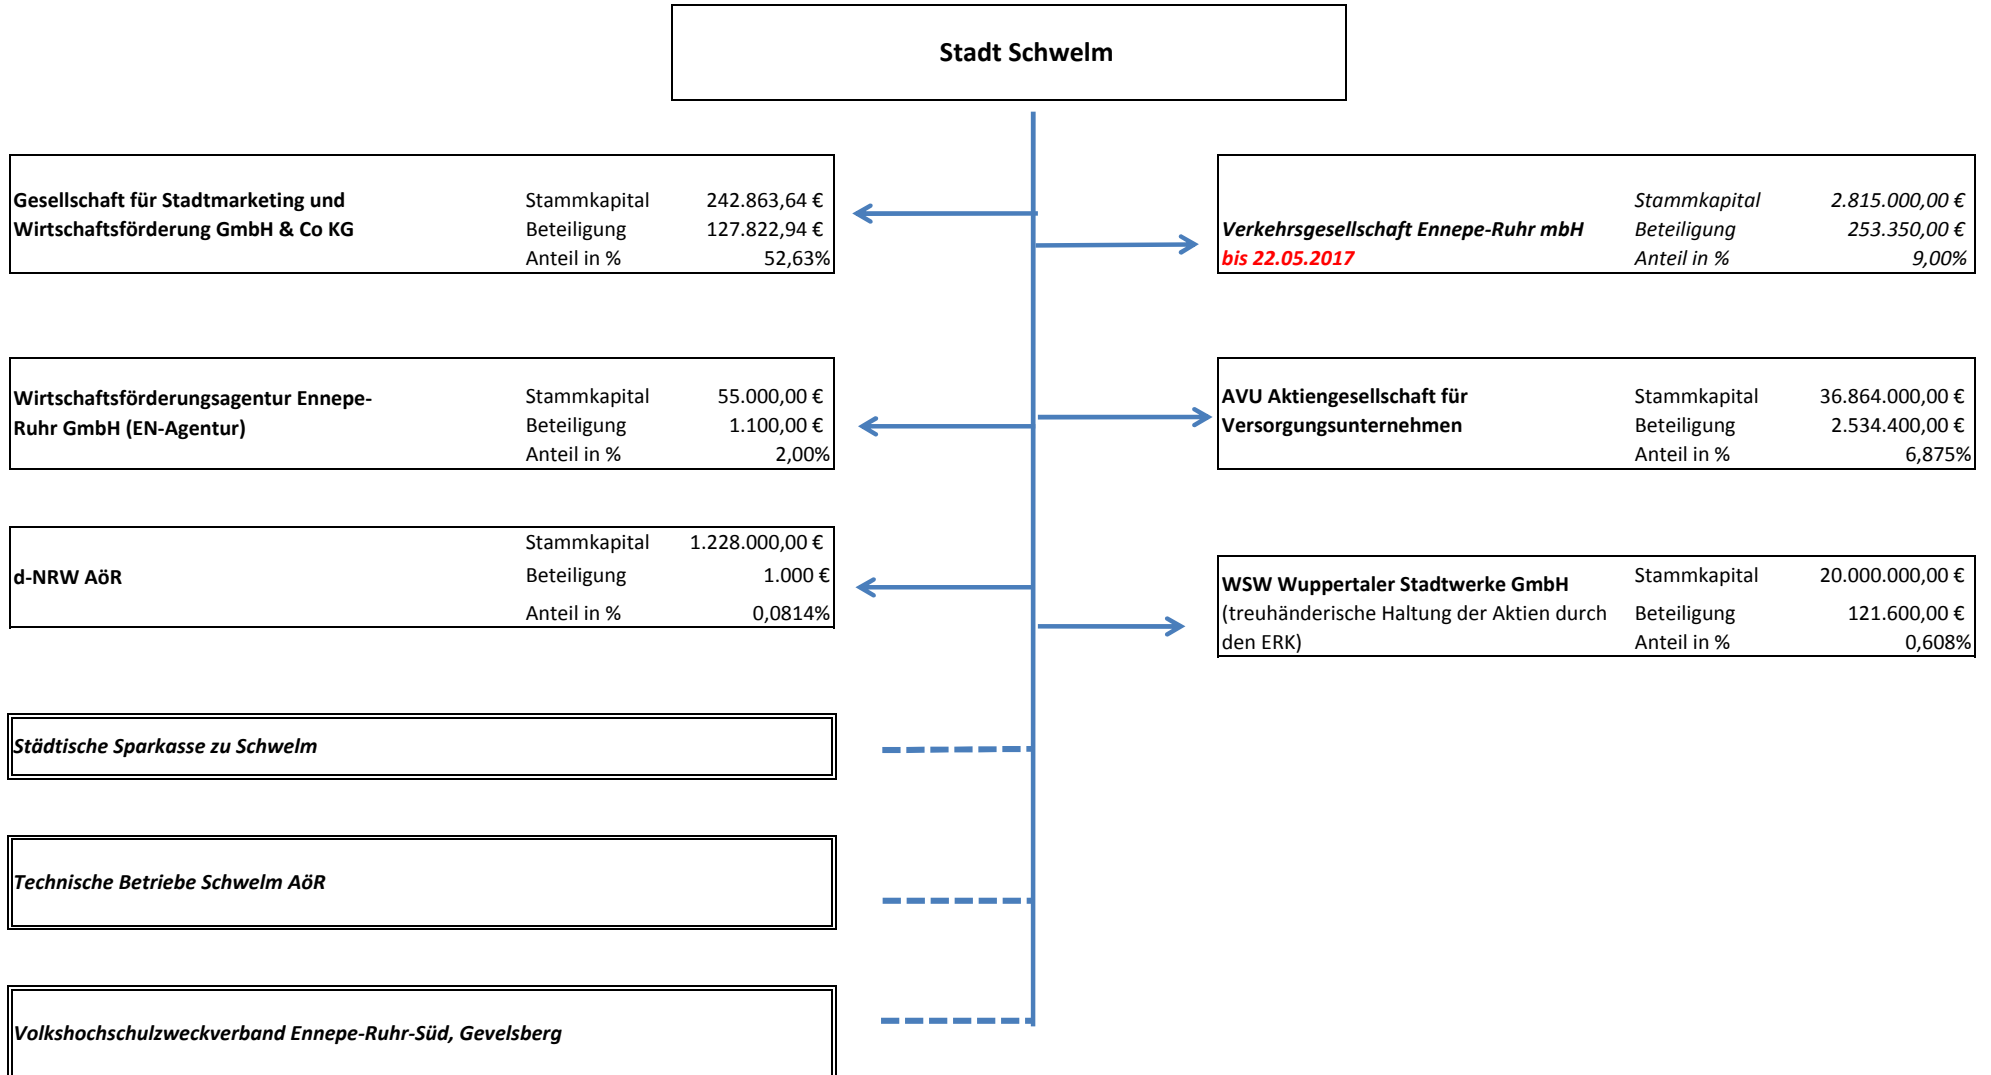 Stadt Schwelm
Gesellschaft für Stadtmarketing und Stammkapital 242.863,64 €
Wirtschaftsförderung GmbH & Co KG Beteiligung 127.822,94 €
Anteil in % 52,63%
Stammkapital 2.815.000,00 €
Verkehrsgesellschaft Ennepe-Ruhr mbH Beteiligung 253.350,00 €
bis 22.05.2017 Anteil in % 9,00%
Wirtschaftsförderungsagentur Ennepe- Stammkapital 55.000,00 €
Ruhr GmbH (EN-Agentur) Beteiligung 1.100,00 €
Anteil in % 2,00%
AVU Aktiengesellschaft für Stammkapital 36.864.000,00 €
Versorgungsunternehmen Beteiligung 2.534.400,00 €
Anteil in % 6,875%
Stammkapital 1.228.000,00 €
d-NRW AöR Beteiligung 1.000 €
Anteil in % 0,0814%
WSW Wuppertaler Stadtwerke GmbH Stammkapital 20.000.000,00 €
(treuhänderische Haltung der Aktien durch Beteiligung 121.600,00 €
den ERK) Anteil in % 0,608%
Städtische Sparkasse zu Schwelm
Technische Betriebe Schwelm AöR
Volkshochschulzweckverband Ennepe-Ruhr-Süd, Gevelsberg